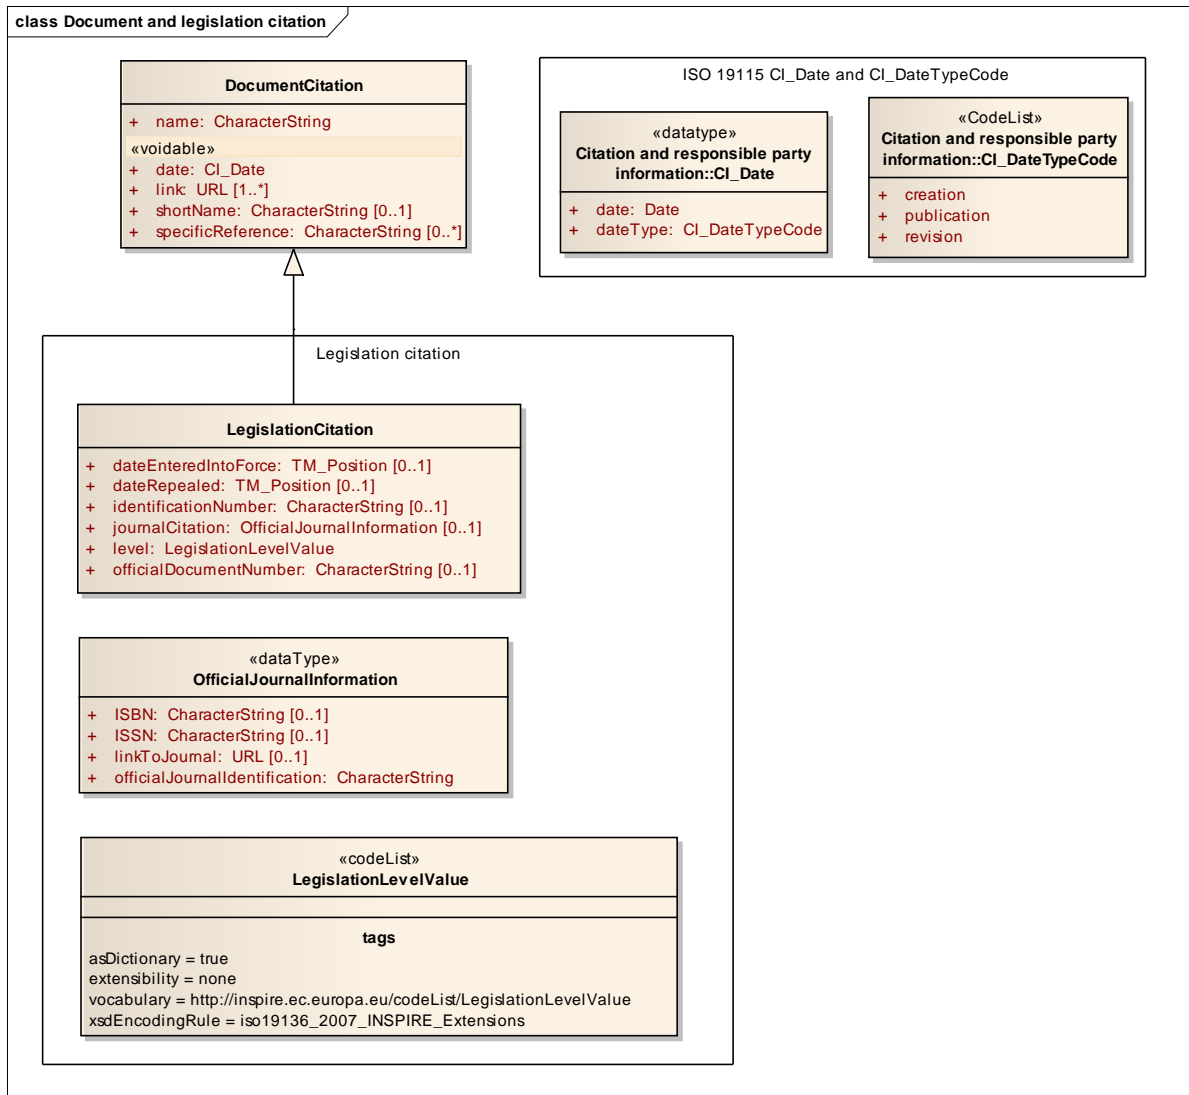 class Document and legislation citation
DocumentCitation
+ name: CharacterString
«voidable»
+ date: CI_Date
+ link: URL [1..*]
+ shortName: CharacterString [0..1]
+ specificReference: CharacterString [0..*]
ISO 19115 CI_Date and CI_DateTypeCode
«datatype»
Citation and responsible party
information::CI_Date
+ date: Date
+ dateType: CI_DateTypeCode
«CodeList»
Citation and responsible party
information::CI_DateTypeCode
+ creation
+ publication
+ revision
Legislation citation
LegislationCitation
+ dateEnteredIntoForce: TM_Position [0..1]
+ dateRepealed: TM_Position [0..1]
+ identificationNumber: CharacterString [0..1]
+ journalCitation: OfficialJournalInformation [0..1]
+ level: LegislationLevelValue
+ officialDocumentNumber: CharacterString [0..1]
«dataType»
OfficialJournalInformation
+ ISBN: CharacterString [0..1]
+ ISSN: CharacterString [0..1]
+ linkToJournal: URL [0..1]
+ officialJournalIdentification: CharacterString
«codeList»
LegislationLevelValue
tags
asDictionary = true
extensibility = none
vocabulary = http://inspire.ec.europa.eu/codeList/LegislationLevelValue
xsdEncodingRule = iso19136_2007_INSPIRE_Extensions